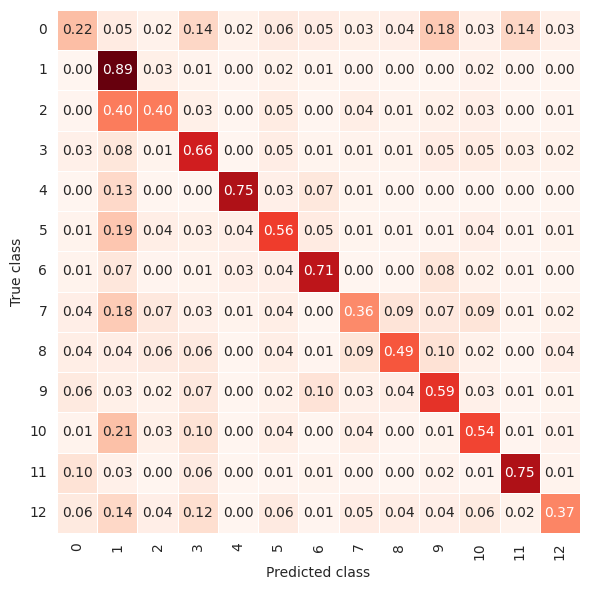 0 0.22 0.05 0.02 0.14 0.02 0.06 0.05 0.03 0.04 0.18 0.03 0.14 0.03
1 0.00 0.89 0.03 0.01 0.00 0.02 0.01 0.00 0.00 0.00 0.02 0.00 0.00
2 0.00 0.40 0.40 0.03 0.00 0.05 0.00 0.04 0.01 0.02 0.03 0.00 0.01
3 0.03 0.08 0.01 0.66 0.00 0.05 0.01 0.01 0.01 0.05 0.05 0.03 0.02
4 0.00 0.13 0.00 0.00 0.75 0.03 0.07 0.01 0.00 0.00 0.00 0.00 0.00
5 0.01 0.19 0.04 0.03 0.04 0.56 0.05 0.01 0.01 0.01 0.04 0.01 0.01
6 0.01 0.07 0.00 0.01 0.03 0.04 0.71 0.00 0.00 0.08 0.02 0.01 0.00
7 0.04 0.18 0.07 0.03 0.01 0.04 0.00 0.36 0.09 0.07 0.09 0.01 0.02
8 0.04 0.04 0.06 0.06 0.00 0.04 0.01 0.09 0.49 0.10 0.02 0.00 0.04
9 0.06 0.03 0.02 0.07 0.00 0.02 0.10 0.03 0.04 0.59 0.03 0.01 0.01
10 0.01 0.21 0.03 0.10 0.00 0.04 0.00 0.04 0.00 0.01 0.54 0.01 0.01
11 0.10 0.03 0.00 0.06 0.00 0.01 0.01 0.00 0.00 0.02 0.01 0.75 0.01
12 0.06 0.14 0.04 0.12 0.00 0.06 0.01 0.05 0.04 0.04 0.06 0.02 0.37
0 1 2 3 4 5 6 7 8 9 10 11 12
Predicted class
True class